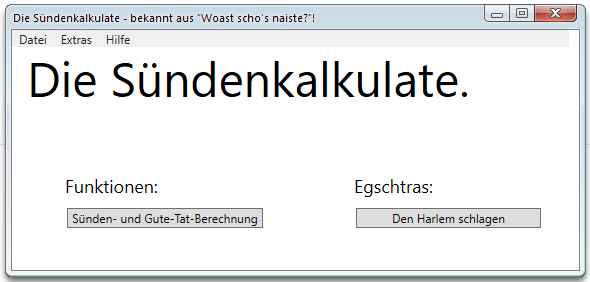 Die Sündenkalkulate - bekannt aus "Woast scho's naiste?"!
Datei Extras Hilfe
Die Sündenkalkulate.
Funktionen: Egschtras:
Sünden- und Gute-Tat-Berechnung Den Harlem schlagen